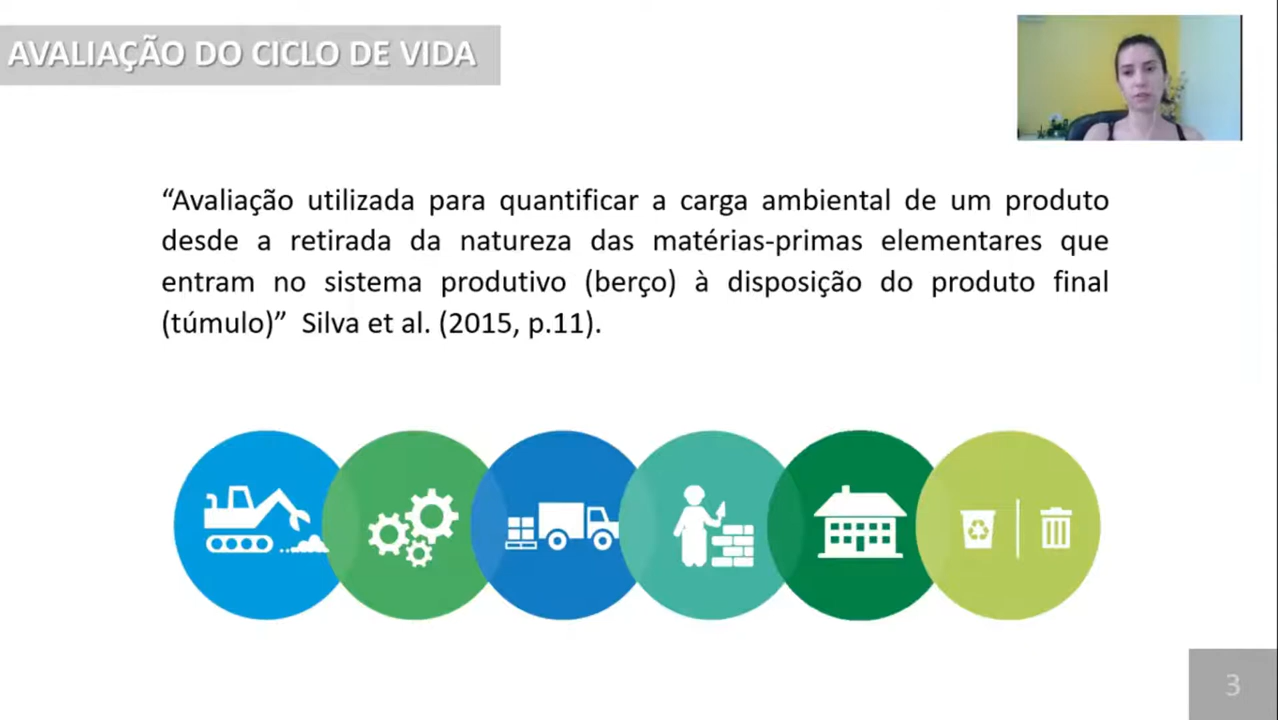 AVALIAÇÃO DO CICLO DE VIDA
“Avaliação utilizada para quantificar a carga ambiental de um produto
desde a retirada da natureza das matérias-primas elementares que
entram no sistema produtivo (berço) à disposição do produto final
(túmulo)” Silva et al. (2015, p.11).
3